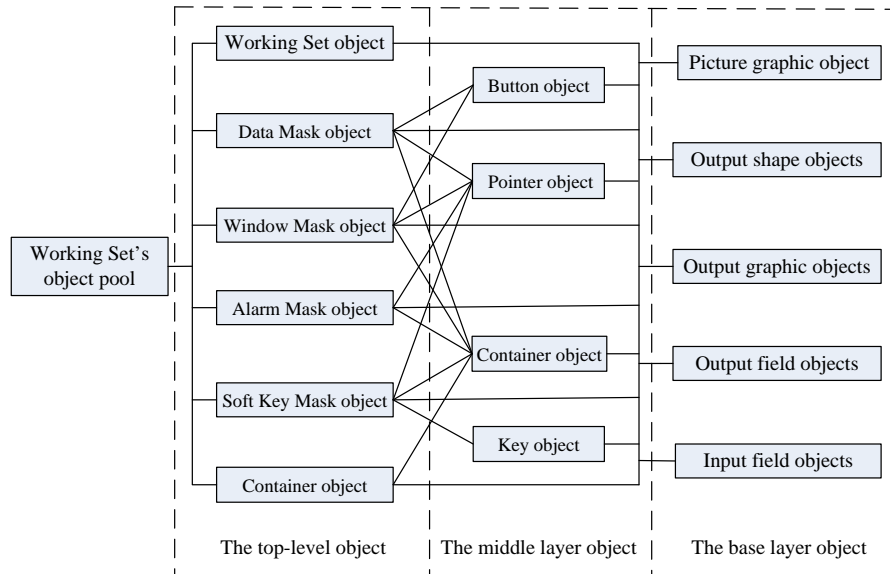 Working Set's
object pool
Working Set object
Data Mask object
Window Mask object
Alarm Mask object
Soft Key Mask object
Container object
The top-level object
Button object
Pointer object
Container object
Key object
The middle layer object
Picture graphic object
Output shape objects
Output graphic objects
Output field objects
Input field objects
The base layer object